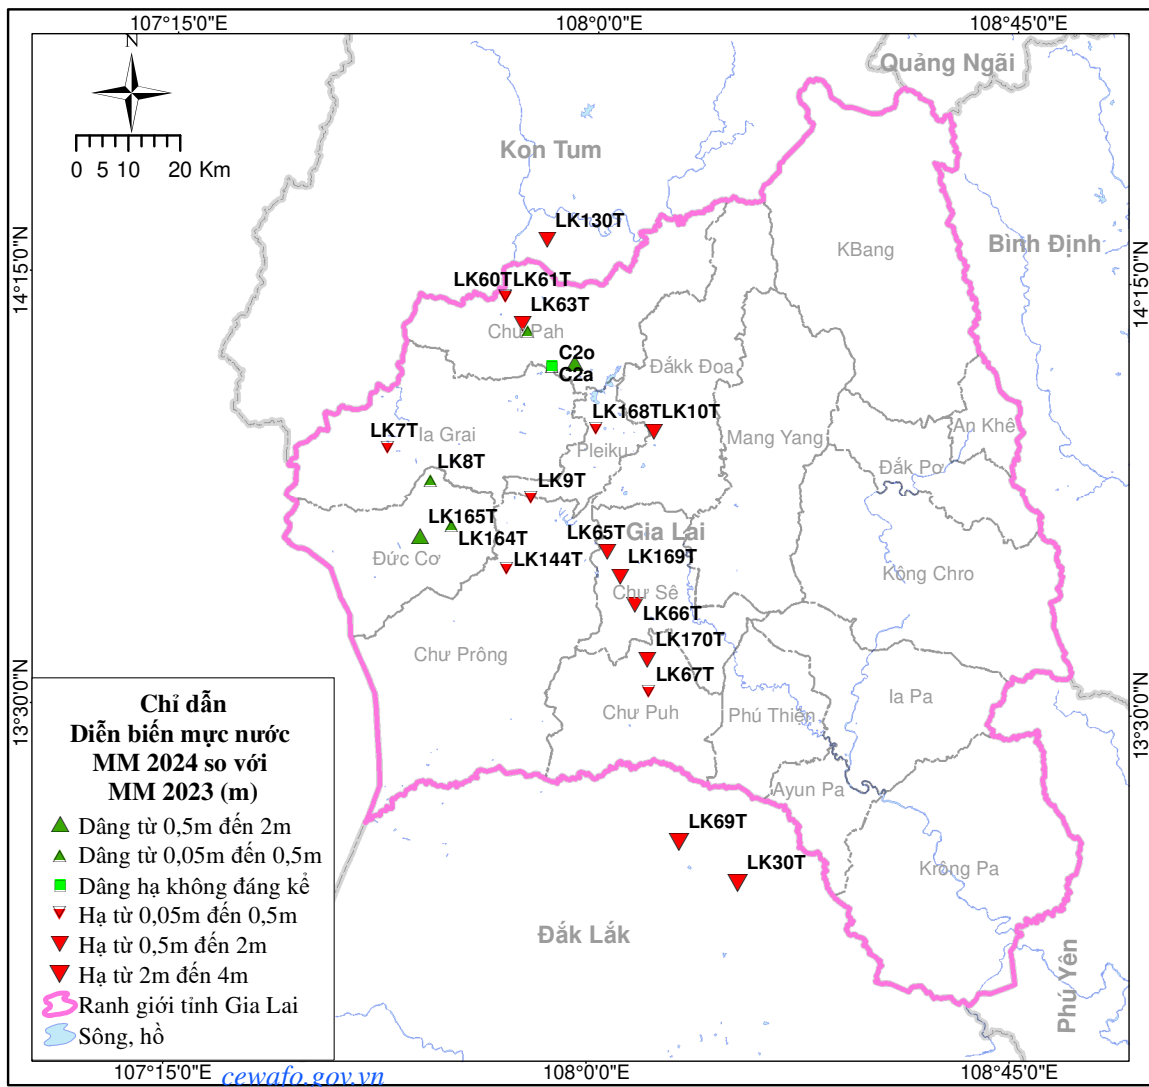 107°15'0"E
108°0'0"E
108°45'0"E
N
0 5 10 20 Km
Quảng Ngãi
Kon Tum
LK130T
KBang
Bình Định
14°15'0"N
14°15'0"N
LK60TLK61T
LK63T
Chư Pah
C2o
C2a
Đắkk Đoa
LK168TLK10T
An Khê
LK7T
Ia Grai
Pleiku
Mang Yang
LK8T
Đắk Pơ
LK9T
LK165T
LK164T
Đức Cơ
LK65T
Gia Lai
LK144T
LK169T
Chư Sê
Kông Chro
LK66T
LK170T
Chư Prông
LK67T
Ia Pa
Chư Puh
Phú Thiện
13°30'0"N
13°30'0"N
Ayun Pa
LK69T
LK30T
Krông Pa
Đắk Lắk
Phú Yên
Chỉ dẫn
Diễn biến mực nước
MM 2024 so với
MM 2023 (m)
Dâng từ 0,5m đến 2m
Dâng từ 0,05m đến 0,5m
Dâng hạ không đáng kể
Hạ từ 0,05m đến 0,5m
Hạ từ 0,5m đến 2m
Hạ từ 2m đến 4m
Ranh giới tỉnh Gia Lai
Sông, hồ
107°15'0"E
108°0'0"E
108°45'0"E
cewafo.gov.vn